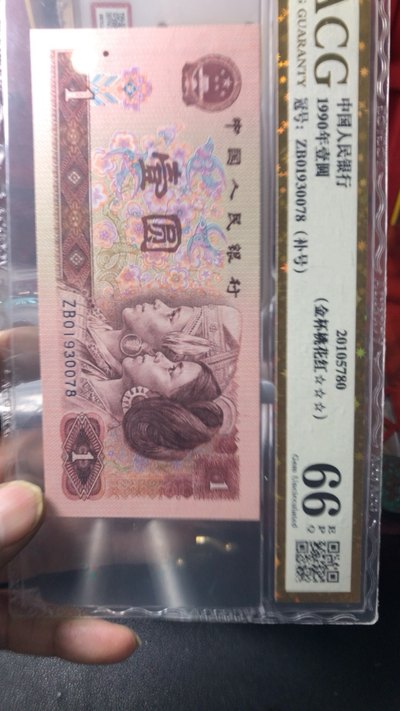 ACG
GUARANTY
中国人民银行
1990年壹圆
冠号：ZB01930078（补号）
20105780
（金杯桃花红☆☆☆）
66
EPQ
Gem Uncirculated
中国人民银行
壹圆
1
ZB01930078
1
1